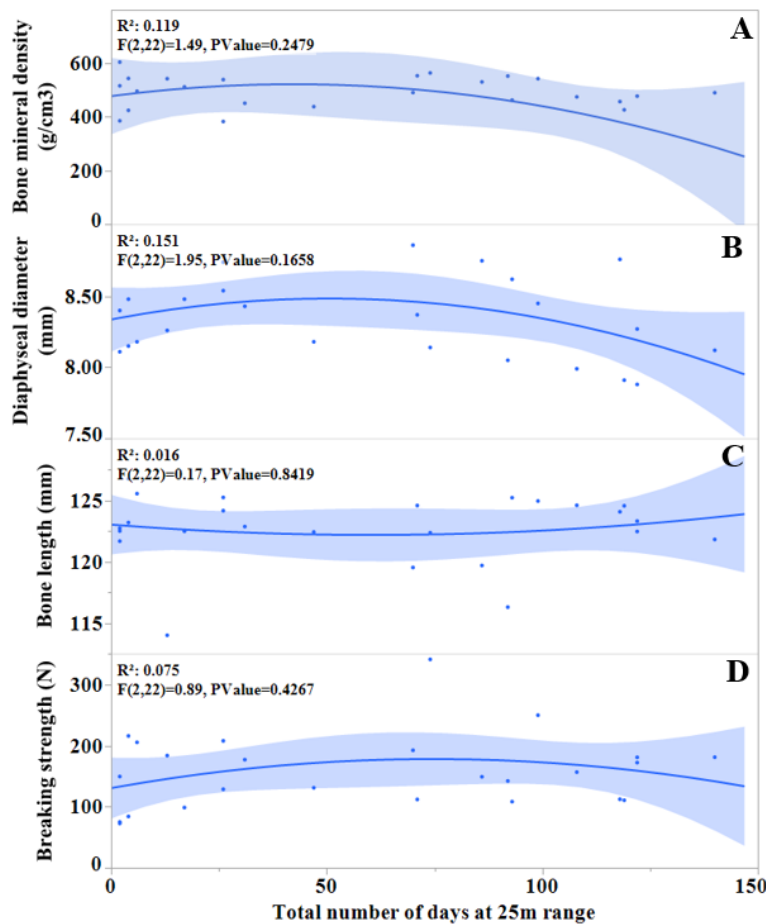 R²: 0.119
F(2,22)=1.49, PValue=0.2479
A
Bone mineral density
(g/cm3)
600
400
200
0
R²: 0.151
F(2,22)=1.95, PValue=0.1658
B
Diaphyseal diameter
(mm)
8.50
8.00
7.50
R²: 0.016
F(2,22)=0.17, PValue=0.8419
C
Bone length (mm)
125
120
115
R²: 0.075
F(2,22)=0.89, PValue=0.4267
D
Breaking strength (N)
300
200
100
0
0 50 100 150
Total number of days at 25m range